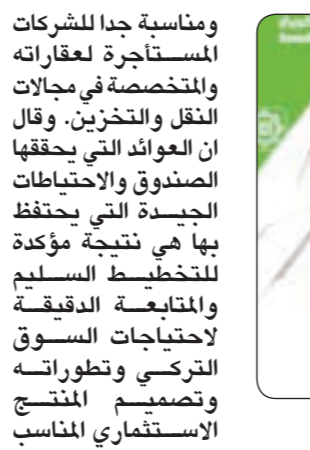 ومناسبة جدا للشركات
المستأجرة لعقاراته
والمتخصصة في مجالات
النقل والتخزين. وقال
ان العوائد التي يحققها
الصندوق والاحتياطات
الجيدة التي يحتفظ
بها هي نتيجة مؤكدة
للتخطيط السليم
والمتابعة الدقيقة
لاحتياجات السوق
التركي وتطوراته
وتصميم المنتج
الاستثماري المناسب